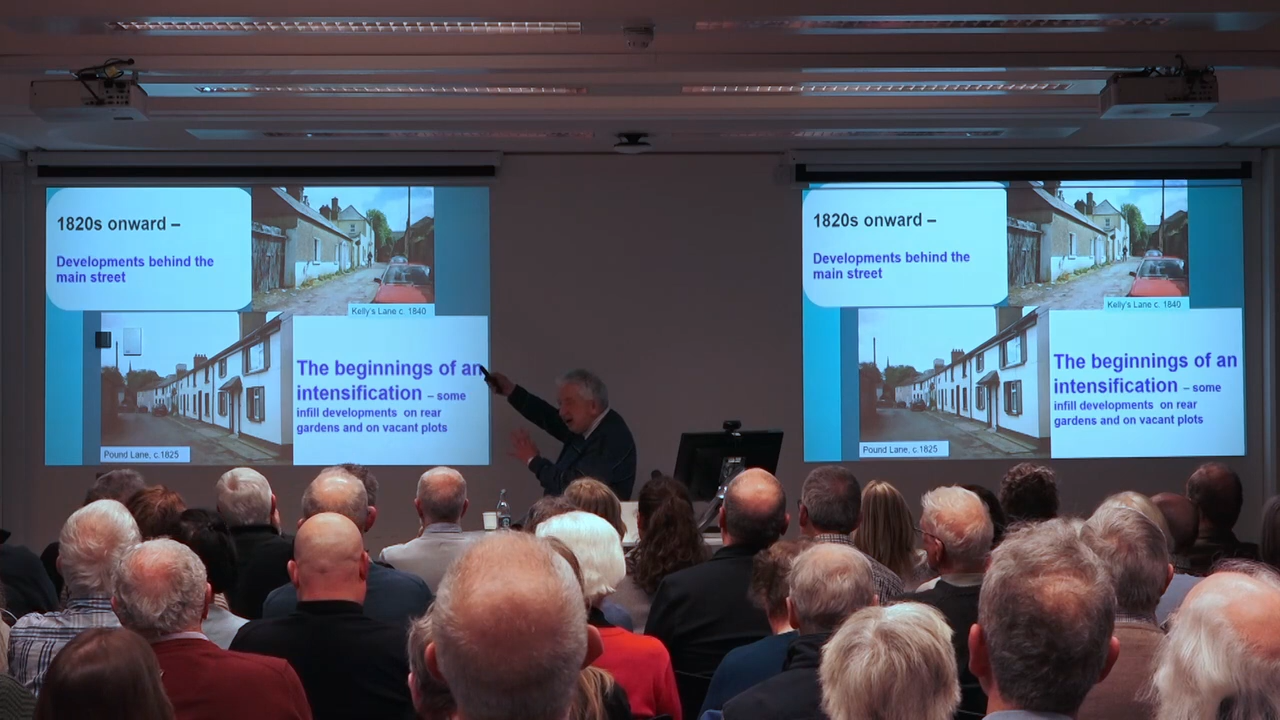 1820s onward –
Developments behind the
main street
Kelly's Lane c. 1840
The beginnings of an
intensification – some
infill developments on rear
gardens and on vacant plots
Pound Lane, c.1825
1820s onward –
Developments behind the
main street
Kelly's Lane c. 1840
The beginnings of an
intensification – some
infill developments on rear
gardens and on vacant plots
Pound Lane, c.1825